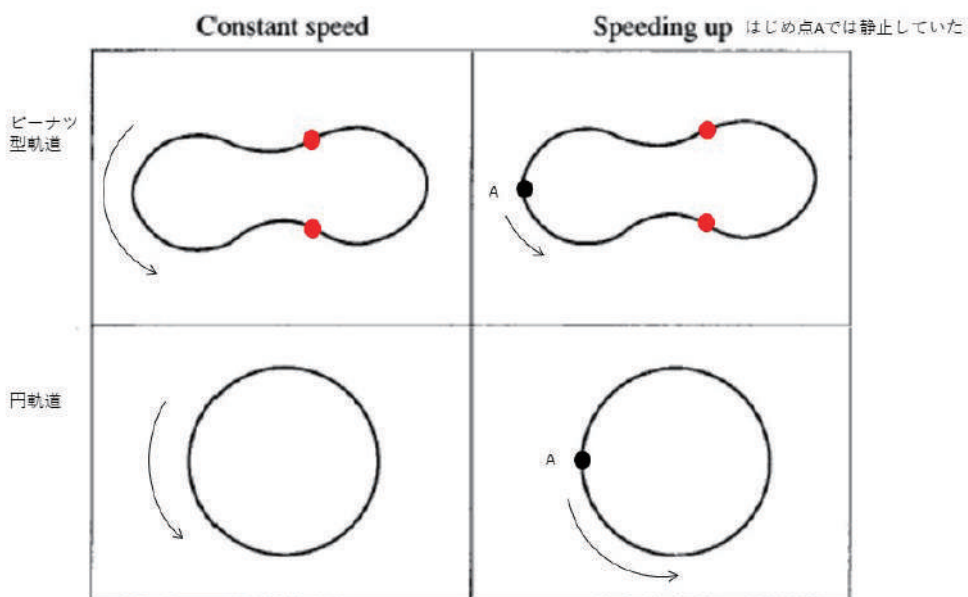 Constant speed
Speeding up はじめ点Aでは静止していた
ピーナツ
型軌道
A
円軌道
A